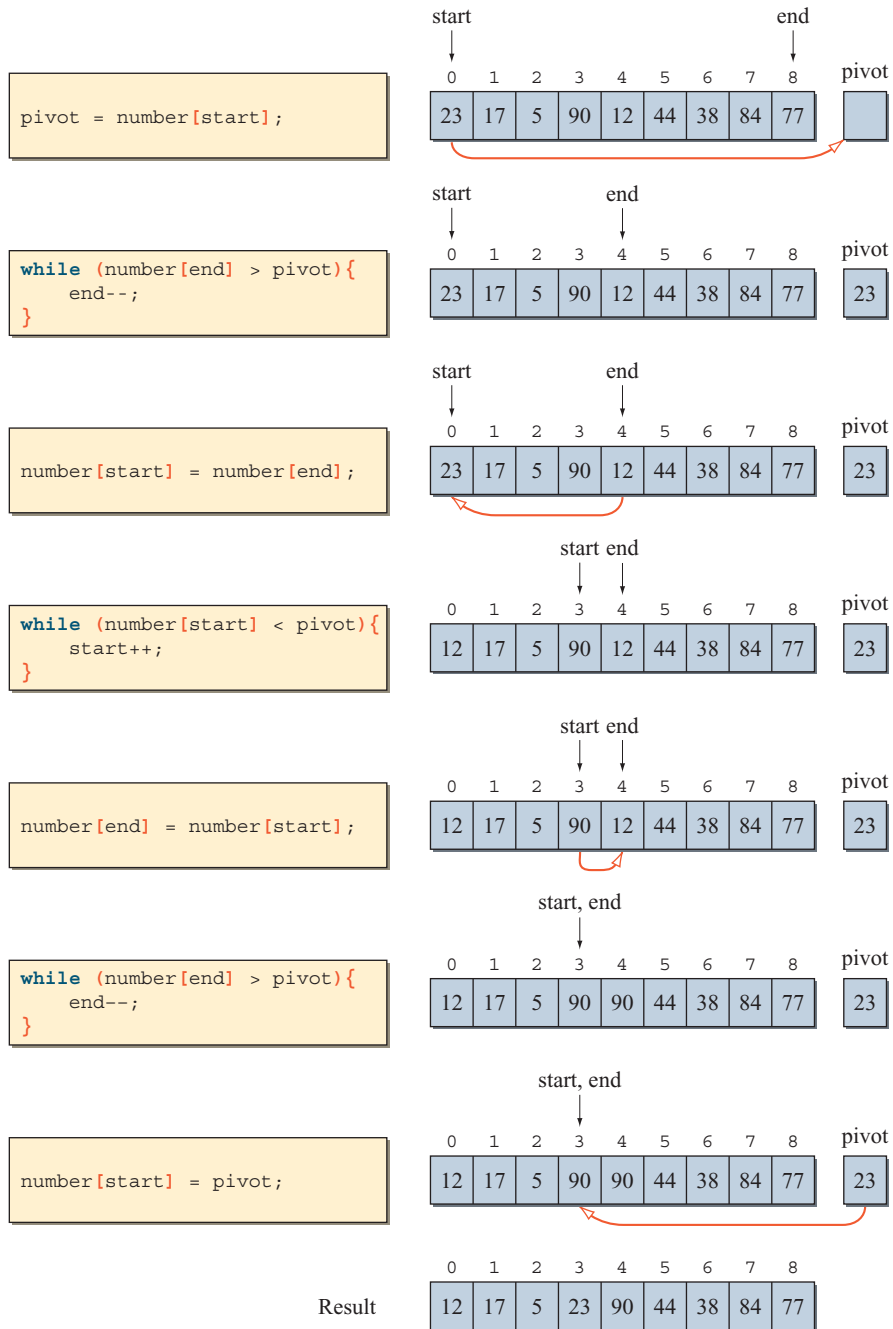 start end
0 1 2 3 4 5 6 7 8 pivot
pivot = number[start];
23 17 5 90 12 44 38 84 77
start end
0 1 2 3 4 5 6 7 8 pivot
while (number[end] > pivot){
end--;
}
23 17 5 90 12 44 38 84 77 23
start end
0 1 2 3 4 5 6 7 8 pivot
number[start] = number[end];
23 17 5 90 12 44 38 84 77 23
start end
0 1 2 3 4 5 6 7 8 pivot
while (number[start] < pivot){
start++;
}
12 17 5 90 12 44 38 84 77 23
start end
0 1 2 3 4 5 6 7 8 pivot
number[end] = number[start];
12 17 5 90 12 44 38 84 77 23
start, end
0 1 2 3 4 5 6 7 8 pivot
while (number[end] > pivot){
end--;
}
12 17 5 90 90 44 38 84 77 23
start, end
0 1 2 3 4 5 6 7 8 pivot
number[start] = pivot;
12 17 5 90 90 44 38 84 77 23
0 1 2 3 4 5 6 7 8
Result 12 17 5 23 90 44 38 84 77